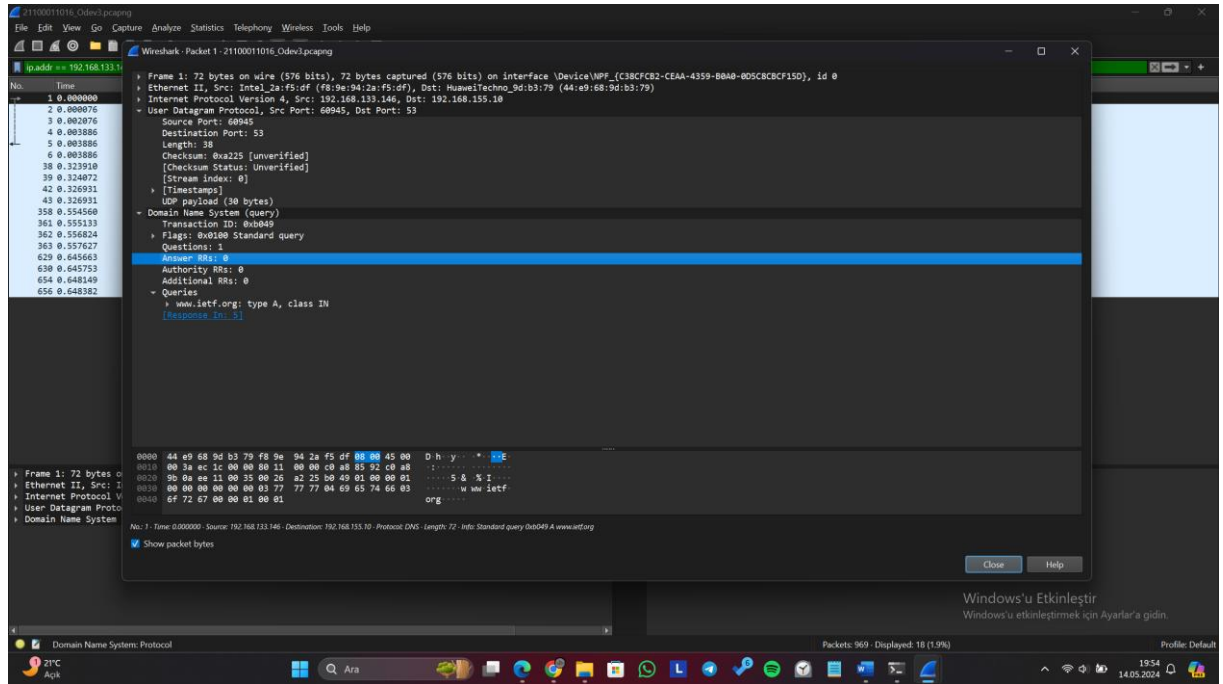 21100011016_Odev3.pcapng
File Edit View Go Capture Analyze Statistics Telephony Wireless Tools Help
ip.addr == 192.168.133.14
No. Time
1 0.000000
2 0.000076
3 0.002076
4 0.003886
5 0.003886
6 0.003886
38 0.323910
39 0.324072
42 0.326931
43 0.326931
358 0.554560
361 0.555133
362 0.556824
363 0.557627
629 0.645663
630 0.645753
654 0.648149
656 0.648382
Wireshark · Packet 1 · 21100011016_Odev3.pcapng
Frame 1: 72 bytes on wire (576 bits), 72 bytes captured (576 bits) on interface \Device\NPF_{C38CFCB2-CEAA-4359-B0A0-0D5C8CBCF15D}, id 0
Ethernet II, Src: Intel_2a:f5:df (f8:9e:94:2a:f5:df), Dst: HuaweiTechno_9d:b3:79 (44:e9:68:9d:b3:79)
Internet Protocol Version 4, Src: 192.168.133.146, Dst: 192.168.155.10
User Datagram Protocol, Src Port: 60945, Dst Port: 53
Source Port: 60945
Destination Port: 53
Length: 38
Checksum: 0xa225 [unverified]
[Checksum Status: Unverified]
[Stream index: 0]
[Timestamps]
UDP payload (30 bytes)
Domain Name System (query)
Transaction ID: 0xb049
Flags: 0x0100 Standard query
Questions: 1
Answer RRs: 0
Authority RRs: 0
Additional RRs: 0
Queries
www.ietf.org: type A, class IN
[Response In: 5]
0000 44 e9 68 9d b3 79 f8 9e 94 2a f5 df 08 00 45 00 D·h··y·· ·*····E·
0010 00 3a ec 1c 00 00 80 11 00 00 c0 a8 85 92 c0 a8 ·:······ ········
0020 9b 0a ee 11 00 35 00 26 a2 25 b0 49 01 00 00 01 ·····5·& ·%·I····
0030 00 00 00 00 00 00 03 77 77 77 04 69 65 74 66 03 ·······w ww·ietf·
0040 6f 72 67 00 00 01 00 01 org·····
No.: 1 · Time: 0.000000 · Source: 192.168.133.146 · Destination: 192.168.155.10 · Protocol: DNS · Length: 72 · Info: Standard query 0xb049 A www.ietf.org
Show packet bytes
Close Help
Frame 1: 72 bytes o
Ethernet II, Src: I
Internet Protocol V
User Datagram Proto
Domain Name System
Windows'u Etkinleştir
Windows'u etkinleştirmek için Ayarlar'a gidin.
Domain Name System: Protocol
Packets: 969 · Displayed: 18 (1.9%)
Profile: Default
21°C
Açık
Ara
19:54
14.05.2024